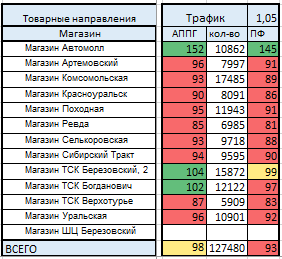 Товарные направления Трафик 1,05
Магазин АППГ кол-во ПФ
Магазин Автомолл 152 10862 145
Магазин Артемовский 96 7997 91
Магазин Комсомольская 93 17485 89
Магазин Красноуральск 90 8091 86
Магазин Походная 95 11943 91
Магазин Ревда 85 6985 81
Магазин Селькоровская 93 9718 88
Магазин Сибирский Тракт 94 9595 90
Магазин ТСК Березовский, 2 104 15872 99
Магазин ТСК Богданович 102 12122 97
Магазин ТСК Верхотурье 87 5909 83
Магазин Уральская 96 10901 92
Магазин ШЦ Березовский
ВСЕГО 98 127480 93